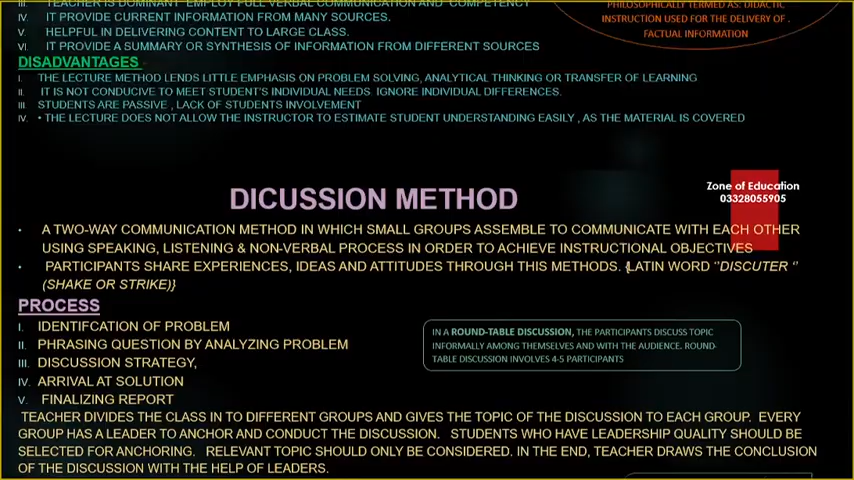 III. TEACHER IS DOMINANT EMPLOY FULL VERBAL COMMUNICATION AND COMPETENCY
IV. IT PROVIDE CURRENT INFORMATION FROM MANY SOURCES.
V. HELPFUL IN DELIVERING CONTENT TO LARGE CLASS.
VI. IT PROVIDE A SUMMARY OR SYNTHESIS OF INFORMATION FROM DIFFERENT SOURCES
PHILOSOPHICALLY TERMED AS: DIDACTIC
INSTRUCTION USED FOR THE DELIVERY OF .
FACTUAL INFORMATION
DISADVANTAGES
I. THE LECTURE METHOD LENDS LITTLE EMPHASIS ON PROBLEM SOLVING, ANALYTICAL THINKING OR TRANSFER OF LEARNING
II. IT IS NOT CONDUCIVE TO MEET STUDENT'S INDIVIDUAL NEEDS IGNORE INDIVIDUAL DIFFERENCES.
III. STUDENTS ARE PASSIVE , LACK OF STUDENTS INVOLVEMENT
IV. • THE LECTURE DOES NOT ALLOW THE INSTRUCTOR TO ESTIMATE STUDENT UNDERSTANDING EASILY , AS THE MATERIAL IS COVERED
Zone of Education
03328055905
DICUSSION METHOD
• A TWO-WAY COMMUNICATION METHOD IN WHICH SMALL GROUPS ASSEMBLE TO COMMUNICATE WITH EACH OTHER
USING SPEAKING, LISTENING & NON-VERBAL PROCESS IN ORDER TO ACHIEVE INSTRUCTIONAL OBJECTIVES
• PARTICIPANTS SHARE EXPERIENCES, IDEAS AND ATTITUDES THROUGH THIS METHODS. {LATIN WORD ''DISCUTER ''
(SHAKE OR STRIKE)}
PROCESS
I. IDENTIFCATION OF PROBLEM
II. PHRASING QUESTION BY ANALYZING PROBLEM
III. DISCUSSION STRATEGY,
IV. ARRIVAL AT SOLUTION
V. FINALIZING REPORT
IN A ROUND-TABLE DISCUSSION, THE PARTICIPANTS DISCUSS TOPIC
INFORMALLY AMONG THEMSELVES AND WITH THE AUDIENCE. ROUND-
TABLE DISCUSSION INVOLVES 4-5 PARTICIPANTS
TEACHER DIVIDES THE CLASS IN TO DIFFERENT GROUPS AND GIVES THE TOPIC OF THE DISCUSSION TO EACH GROUP. EVERY
GROUP HAS A LEADER TO ANCHOR AND CONDUCT THE DISCUSSION. STUDENTS WHO HAVE LEADERSHIP QUALITY SHOULD BE
SELECTED FOR ANCHORING. RELEVANT TOPIC SHOULD ONLY BE CONSIDERED. IN THE END, TEACHER DRAWS THE CONCLUSION
OF THE DISCUSSION WITH THE HELP OF LEADERS.